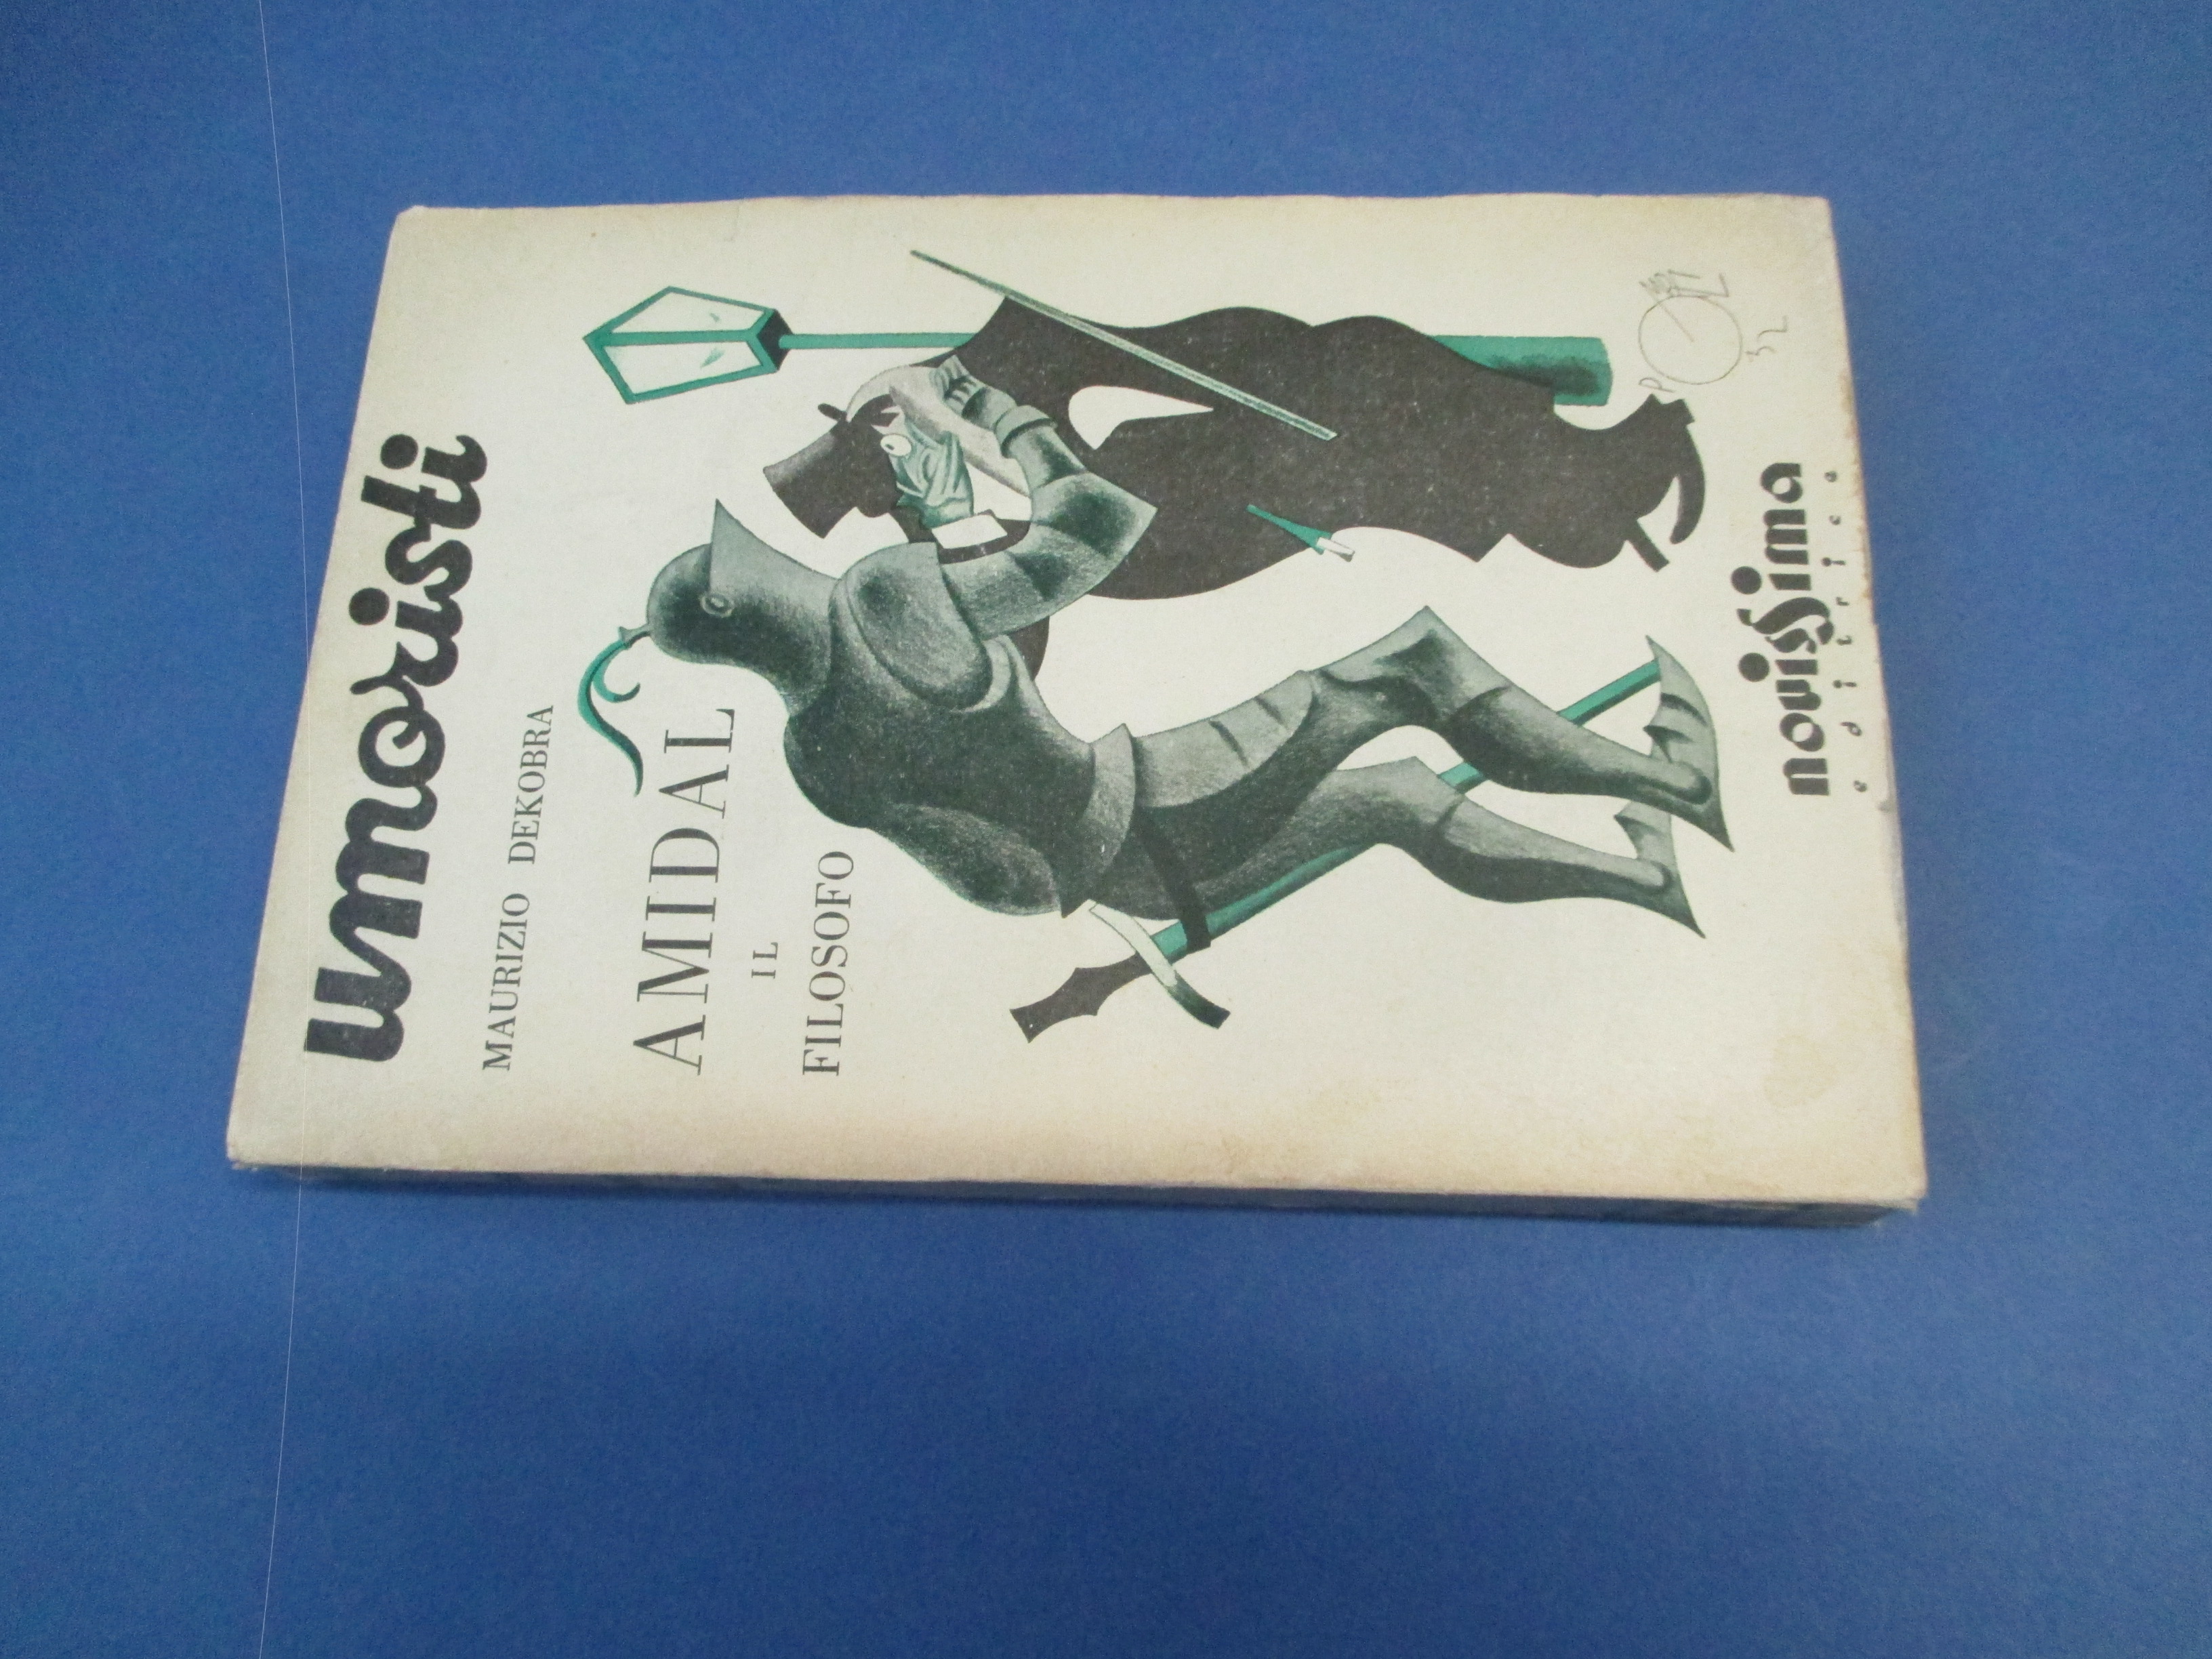 umoristi
MAURIZIO DEKOBRA
AMIDAL
IL
FILOSOFO
novissima
editrice